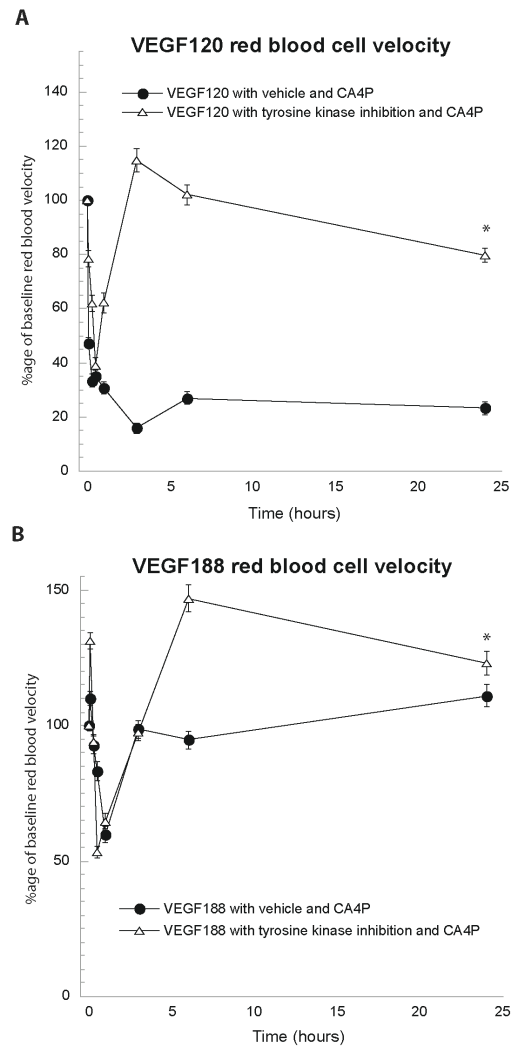 A
VEGF120 red blood cell velocity
VEGF120 with vehicle and CA4P
VEGF120 with tyrosine kinase inhibition and CA4P
%age of baseline red blood velocity
140
120
100
80
60
40
20
0
*
0 5 10 15 20 25
Time (hours)
B
VEGF188 red blood cell velocity
%age of baseline red blood velocity
150
100
50
0
*
VEGF188 with vehicle and CA4P
VEGF188 with tyrosine kinase inhibition and CA4P
0 5 10 15 20 25
Time (hours)